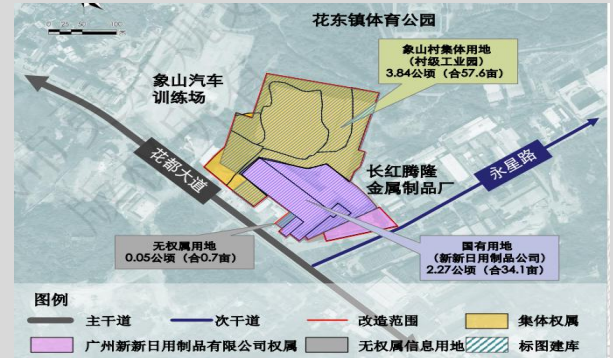 花东镇体育公园
0 25 50 100
象山村集体用地
(村级工业园)
3.84公顷（合57.6亩）
象山汽车
训练场
花都大道
长红腾隆
金属制品厂
永星路
无权属用地
0.05公顷（合0.7亩）
国有用地
(新新日用制品公司)
2.27公顷（合34.1亩）
图例
主干道
次干道
改造范围
集体权属
广州新新日用制品有限公司权属
无权属信息用地
标图建库